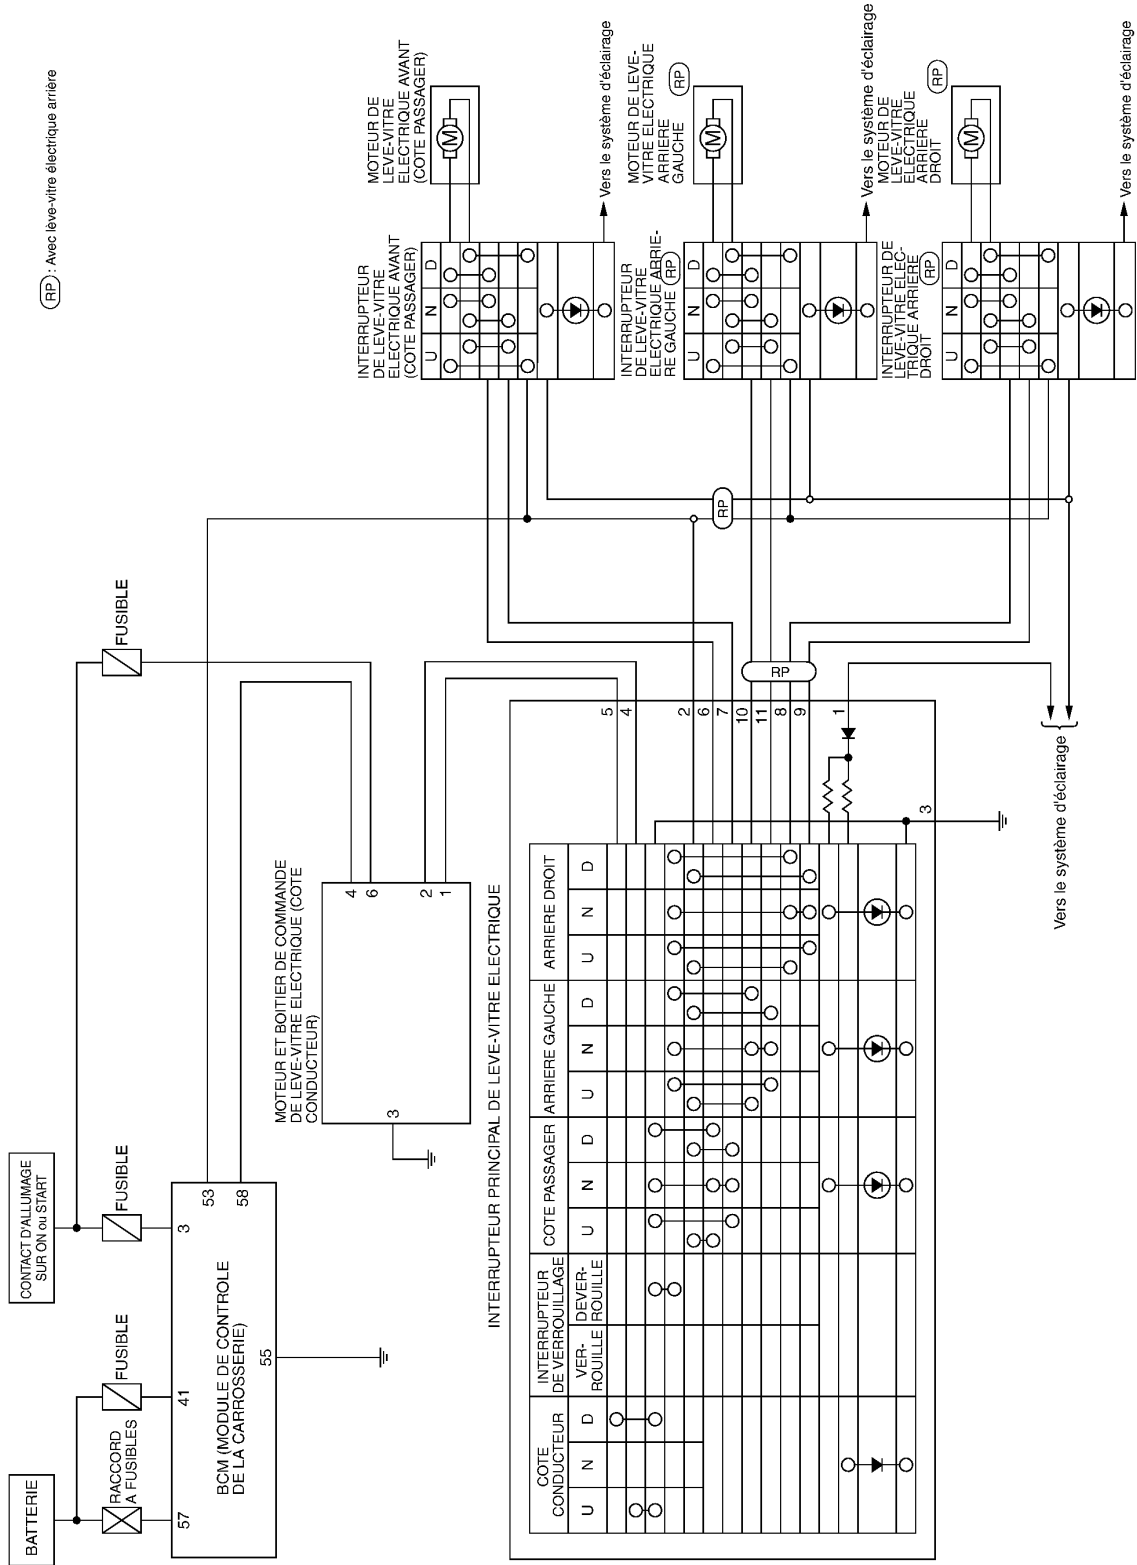 RP : Avec lève-vitre électrique arrière
BATTERIE
RACCORD
A FUSIBLES
FUSIBLE
CONTACT D'ALLUMAGE
SUR ON ou START
FUSIBLE
FUSIBLE
57
41
3
53
58
55
BCM (MODULE DE CONTROLE
DE LA CARROSSERIE)
MOTEUR ET BOITIER DE COMMANDE
DE LEVE-VITRE ELECTRIQUE (COTE
CONDUCTEUR)
3
4
6
2
1
INTERRUPTEUR PRINCIPAL DE LEVE-VITRE ELECTRIQUE
COTE
CONDUCTEUR
U
N
D
INTERRUPTEUR
DE VERROUILLAGE
VER-
ROUILLE
DEVER-
ROUILLE
COTE PASSAGER
U
N
D
ARRIERE GAUCHE
U
N
D
ARRIERE DROIT
U
N
D
5
4
2
6
7
10
11
8
9
1
3
RP
RP
Vers le système d'éclairage
INTERRUPTEUR
DE LEVE-VITRE
ELECTRIQUE AVANT
(COTE PASSAGER)
U
N
D
MOTEUR DE
LEVE-VITRE
ELECTRIQUE AVANT
(COTE PASSAGER)
M
Vers le système d'éclairage
INTERRUPTEUR
DE LEVE-VITRE
ELECTRIQUE ARRIE-
RE GAUCHE RP
U
N
D
MOTEUR DE LEVE-
VITRE ELECTRIQUE
ARRIERE
GAUCHE
RP
M
Vers le système d'éclairage
INTERRUPTEUR DE
LEVE-VITRE ELEC-
TRIQUE ARRIERE
DROIT
RP
U
N
D
MOTEUR DE
LEVE-VITRE
ELECTRIQUE
ARRIERE
DROIT
RP
M
Vers le système d'éclairage